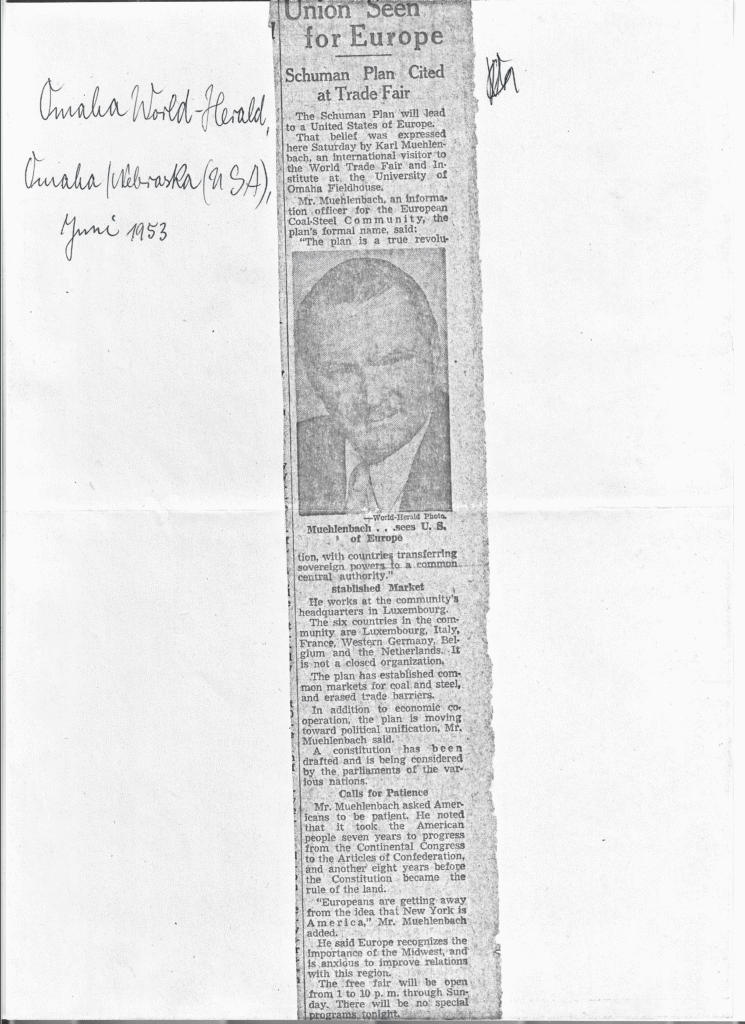 Omaha World-Herald,
Omaha/Nebraska (USA),
Juni 1953
Union Seen
for Europe
Schuman Plan Cited
at Trade Fair
The Schuman Plan will lead
to a United States of Europe.
That belief was expressed
here Saturday by Karl Muehlen-
bach, an international visitor to
the World Trade Fair and In-
stitute at the University of
Omaha Fieldhouse.
Mr. Muehlenbach, an informa-
tion officer for the European
Coal-Steel Community, the
plan's formal name, said:
"The plan is a true revolu-
—World-Herald Photo.
Muehlenbach . . . sees U. S.
of Europe
tion, with countries transferring
sovereign powers to a common
central authority."
stablished Market
He works at the community's
headquarters in Luxembourg.
The six countries in the com-
munity are Luxembourg, Italy,
France, Western Germany, Bel-
gium and the Netherlands. It
is not a closed organization.
The plan has established com-
mon markets for coal and steel,
and erased trade barriers.
In addition to economic co-
operation, the plan is moving
toward political unification, Mr.
Muehlenbach said.
A constitution has been
drafted and is being considered
by the parliaments of the var-
ious nations.
Calls for Patience
Mr. Muehlenbach asked Amer-
icans to be patient. He noted
that it took the American
people seven years to progress
from the Continental Congress
to the Articles of Confederation,
and another eight years before
the Constitution became the
rule of the land.
"Europeans are getting away
from the idea that New York is
America," Mr. Muehlenbach
added.
He said Europe recognizes the
importance of the Midwest, and
is anxious to improve relations
with this region.
The free fair will be open
from 1 to 10 p. m. through Sun-
day. There will be no special
programs tonight.